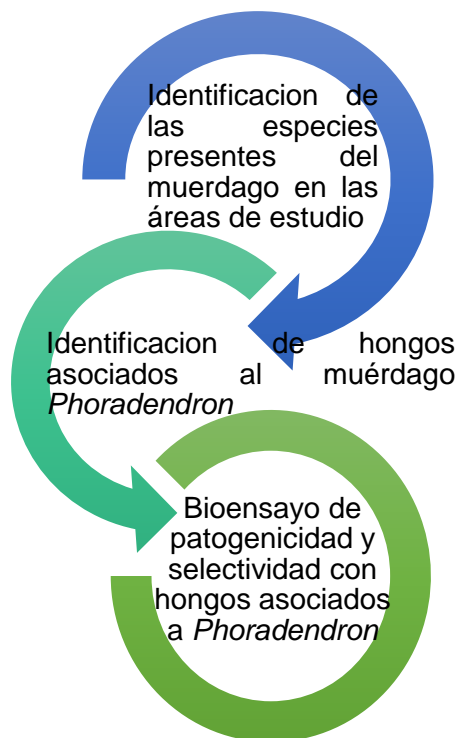 Identificacion de
las especies
presentes del
muerdago en las
áreas de estudio
Identificacion de hongos
asociados al muérdago
Phoradendron
Bioensayo de
patogenicidad y
selectividad con
hongos asociados
a Phoradendron